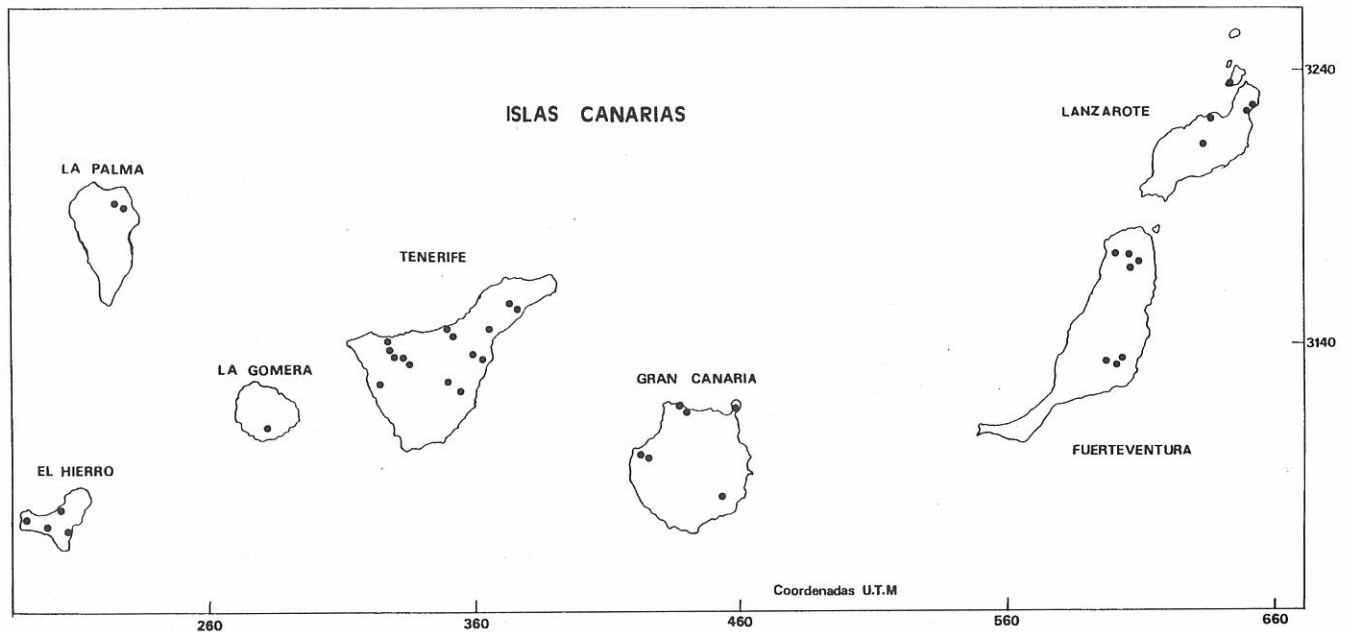 3240
ISLAS CANARIAS
LANZAROTE
LA PALMA
TENERIFE
3140
LA GOMERA
GRAN CANARIA
FUERTEVENTURA
EL HIERRO
Coordenadas U.T.M
260
360
460
560
660